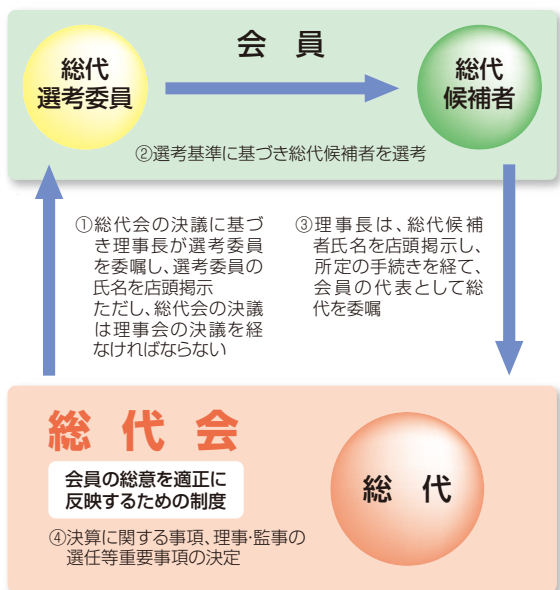 会員
総代
選考委員
総代
候補者
②選考基準に基づき総代候補者を選考
①総代会の決議に基づ
き理事長が選考委員
を委嘱し、選考委員の
氏名を店頭掲示
ただし、総代会の決議
は理事会の決議を経
なければならない
③理事長は、総代候補
者氏名を店頭掲示し、
所定の手続きを経て、
会員の代表として総
代を委嘱
総代会
会員の総意を適正に
反映するための制度
④決算に関する事項、理事・監事の
選任等重要事項の決定
総代